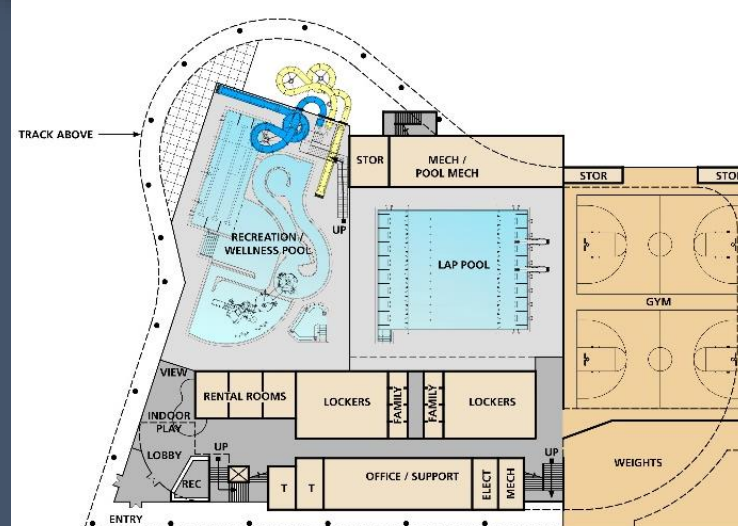 TRACK ABOVE
STOR
MECH /
POOL MECH
STOR
STOR
UP
RECREATION /
WELLNESS POOL
LAP POOL
GYM
VIEW
RENTAL ROOMS
LOCKERS
FAMILY
FAMILY
LOCKERS
INDOOR
PLAY
LOBBY
UP
UP
REC
T
T
OFFICE / SUPPORT
ELECT
MECH
WEIGHTS
ENTRY